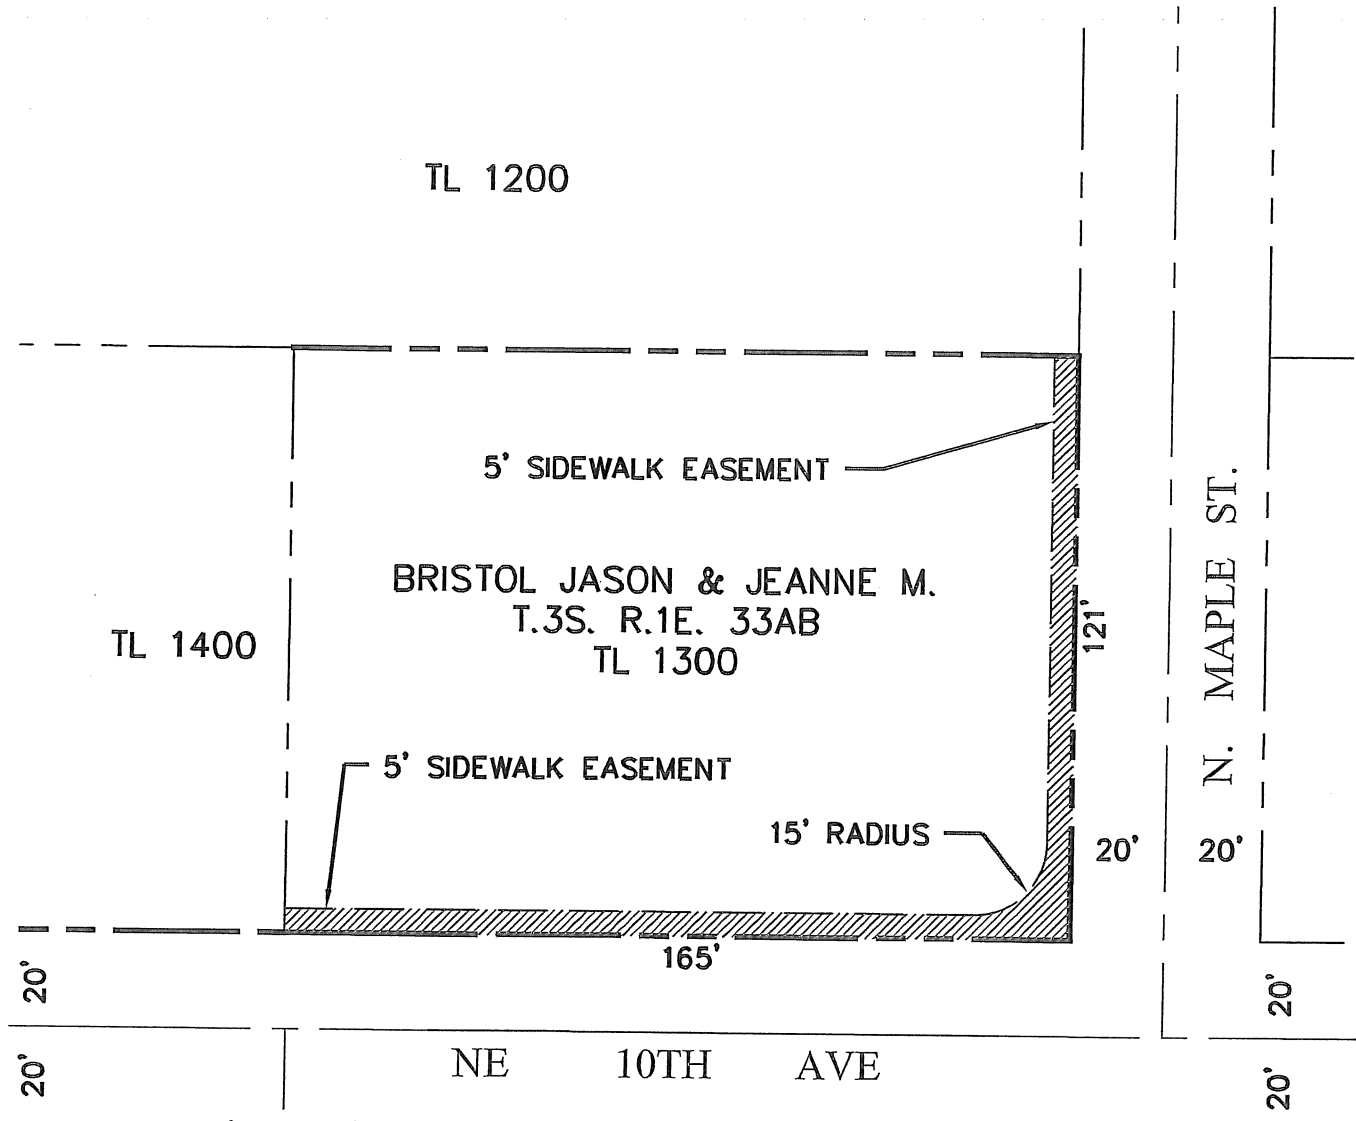 TL 1200
5' SIDEWALK EASEMENT
BRISTOL JASON & JEANNE M.
T.3S. R.1E. 33AB
TL 1300
TL 1400
121'
N. MAPLE ST.
5' SIDEWALK EASEMENT
15' RADIUS
20'
20'
165'
20'
20'
NE 10TH AVE
20'
20'